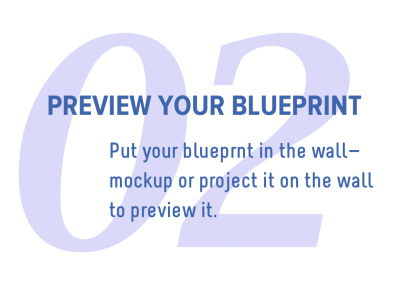 02
PREVIEW YOUR BLUEPRINT
Put your blueprnt in the wall–
mockup or project it on the wall
to preview it.